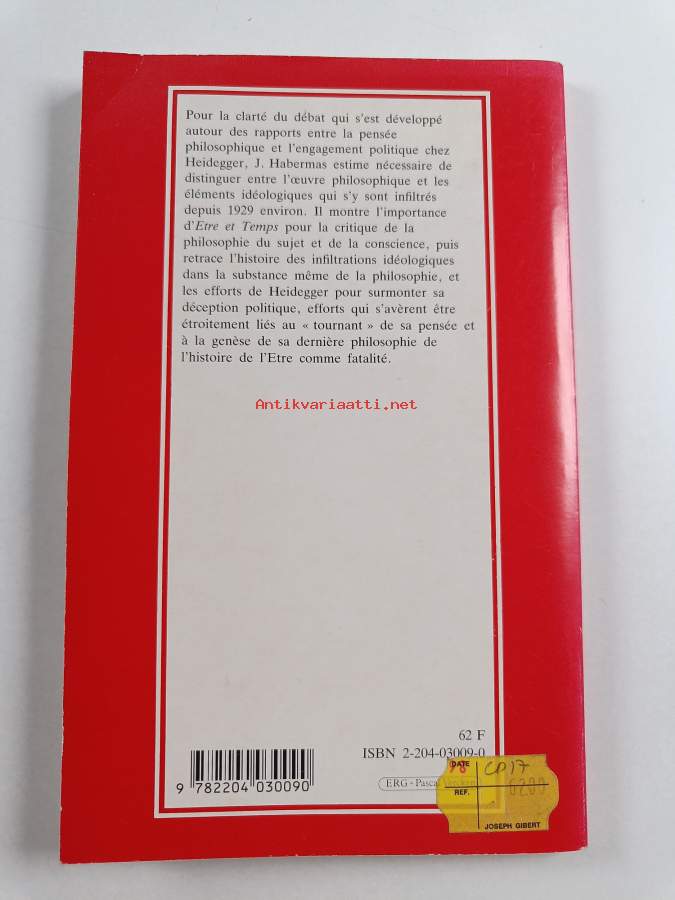 Pour la clarté du débat qui s'est développé
autour des rapports entre la pensée
philosophique et l'engagement politique chez
Heidegger, J. Habermas estime nécessaire de
distinguer entre l'œuvre philosophique et les
éléments idéologiques qui s'y sont infiltrés
depuis 1929 environ. Il montre l'importance
d'Etre et Temps pour la critique de la
philosophie du sujet et de la conscience, puis
retrace l'histoire des infiltrations idéologiques
dans la substance même de la philosophie, et
les efforts de Heidegger pour surmonter sa
déception politique, efforts qui s'avèrent être
étroitement liés au « tournant » de sa pensée et
à la genèse de sa dernière philosophie de
l'histoire de l'Etre comme fatalité.
Antikvariaatti.net
62 F
ISBN 2-204-03009-0
9 782204 030090
ERG - Pascal
DATE
REF.
6200
JOSEPH GIBERT